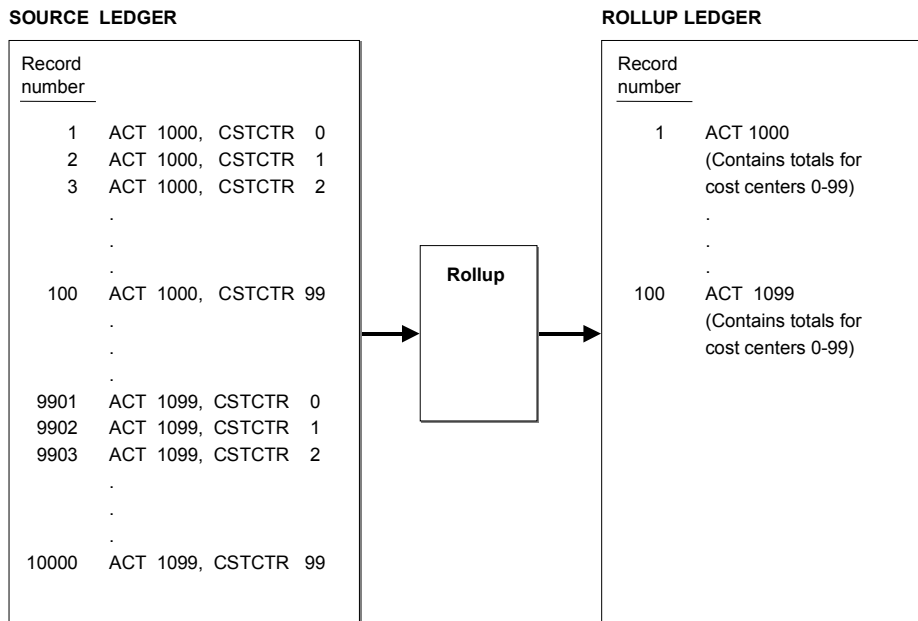 SOURCE LEDGER
Record
number
1 ACT 1000, CSTCTR 0
2 ACT 1000, CSTCTR 1
3 ACT 1000, CSTCTR 2
.
.
.
100 ACT 1000, CSTCTR 99
.
.
.
9901 ACT 1099, CSTCTR 0
9902 ACT 1099, CSTCTR 1
9903 ACT 1099, CSTCTR 2
.
.
.
10000 ACT 1099, CSTCTR 99
Rollup
ROLLUP LEDGER
Record
number
1 ACT 1000
(Contains totals for
cost centers 0-99)
.
.
.
100 ACT 1099
(Contains totals for
cost centers 0-99)